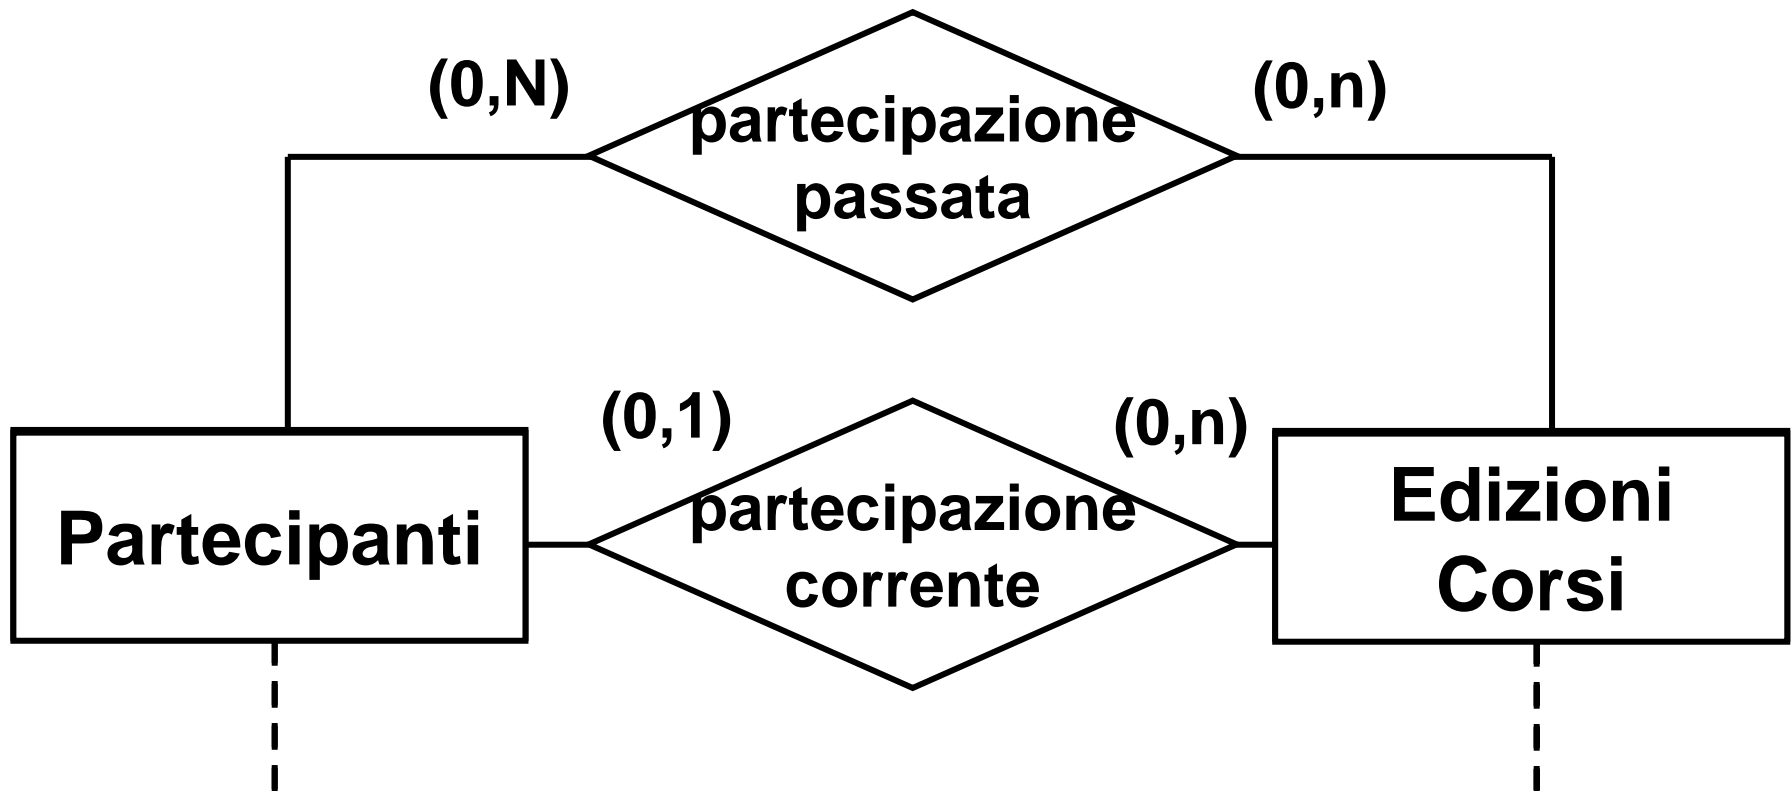 (0,N)
(0,n)
partecipazione
passata
(0,1)
(0,n)
Partecipanti
partecipazione
corrente
Edizioni
Corsi